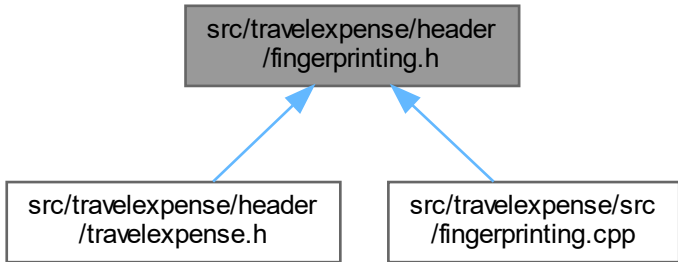 src/travelexpense/header
/fingerprinting.h
src/travelexpense/header
/travelexpense.h
src/travelexpense/src
/fingerprinting.cpp